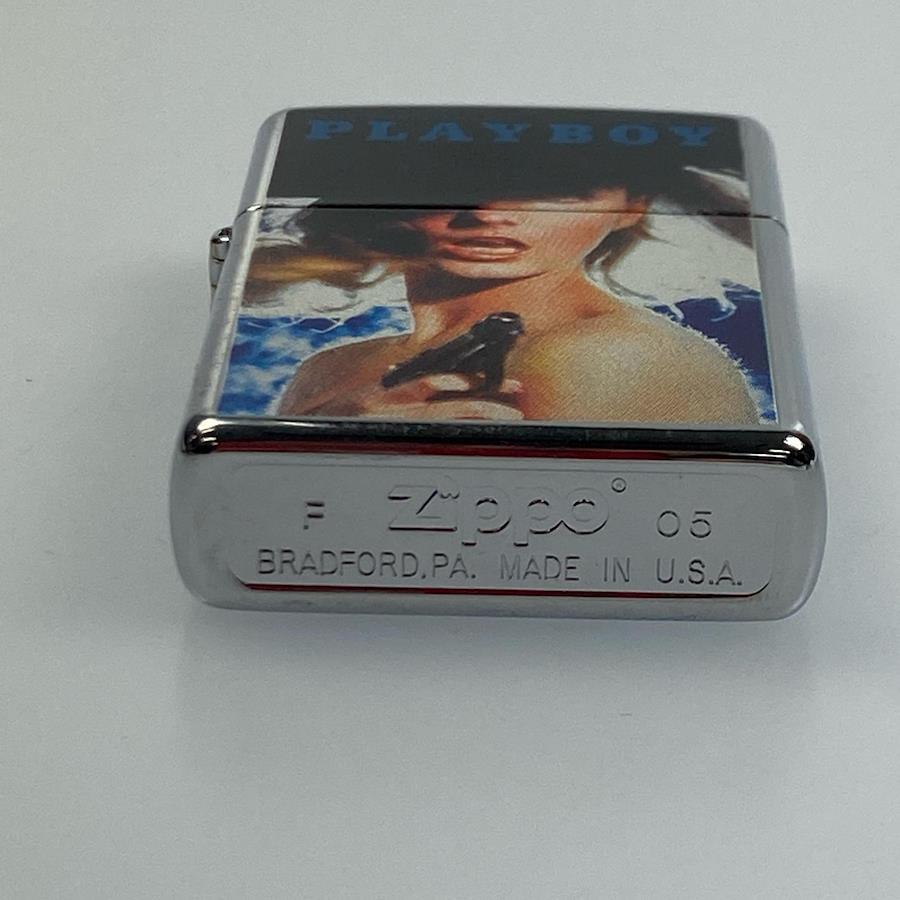 PLAYBOY
F Zippo® 05
BRADFORD,PA. MADE IN U.S.A.